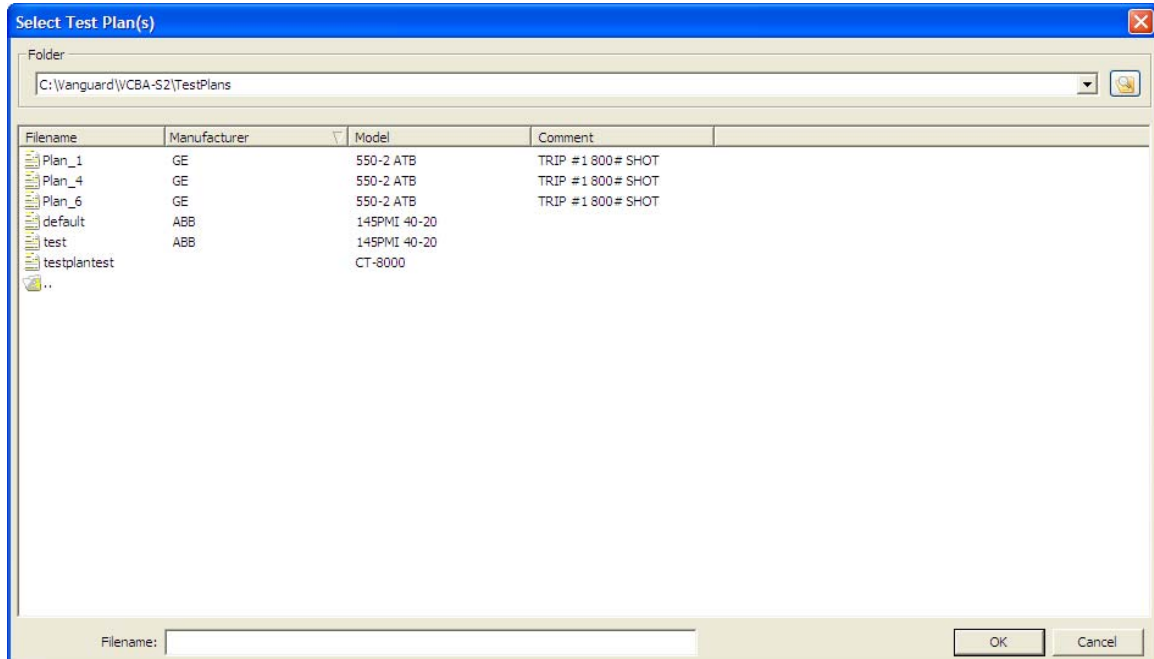 Select Test Plan(s)
Folder
C:\Vanguard\VCBA-S2\TestPlans
Filename Manufacturer Model Comment
Plan_1 GE 550-2 ATB TRIP #1 800# SHOT
Plan_4 GE 550-2 ATB TRIP #1 800# SHOT
Plan_6 GE 550-2 ATB TRIP #1 800# SHOT
default ABB 145PMI 40-20
test ABB 145PMI 40-20
testplantest CT-8000
..
Filename: OK Cancel